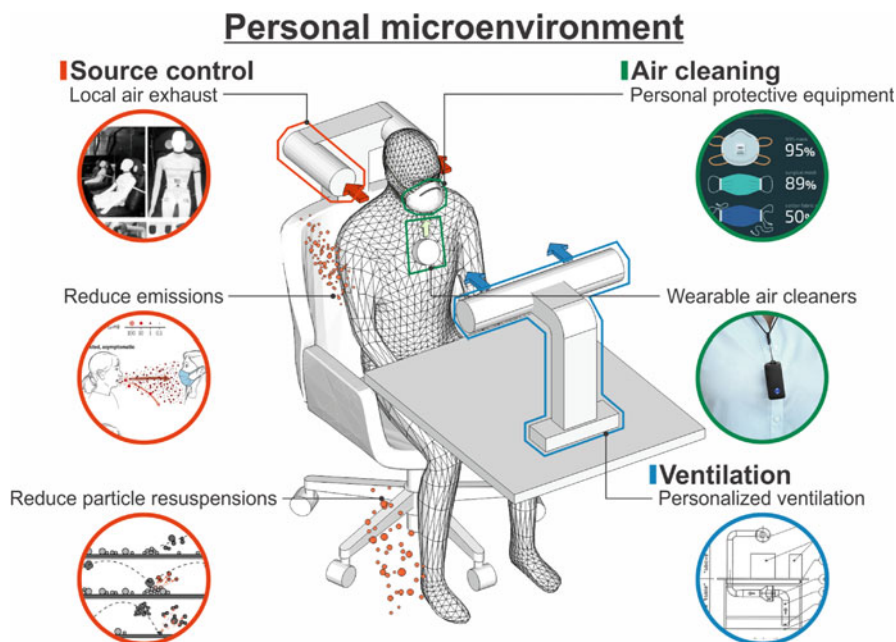 Personal microenvironment
Source control
Local air exhaust
Air cleaning
Personal protective equipment
95%
89%
50%
Reduce emissions
Wearable air cleaners
asymptomatic
Reduce particle resuspensions
Ventilation
Personalized ventilation